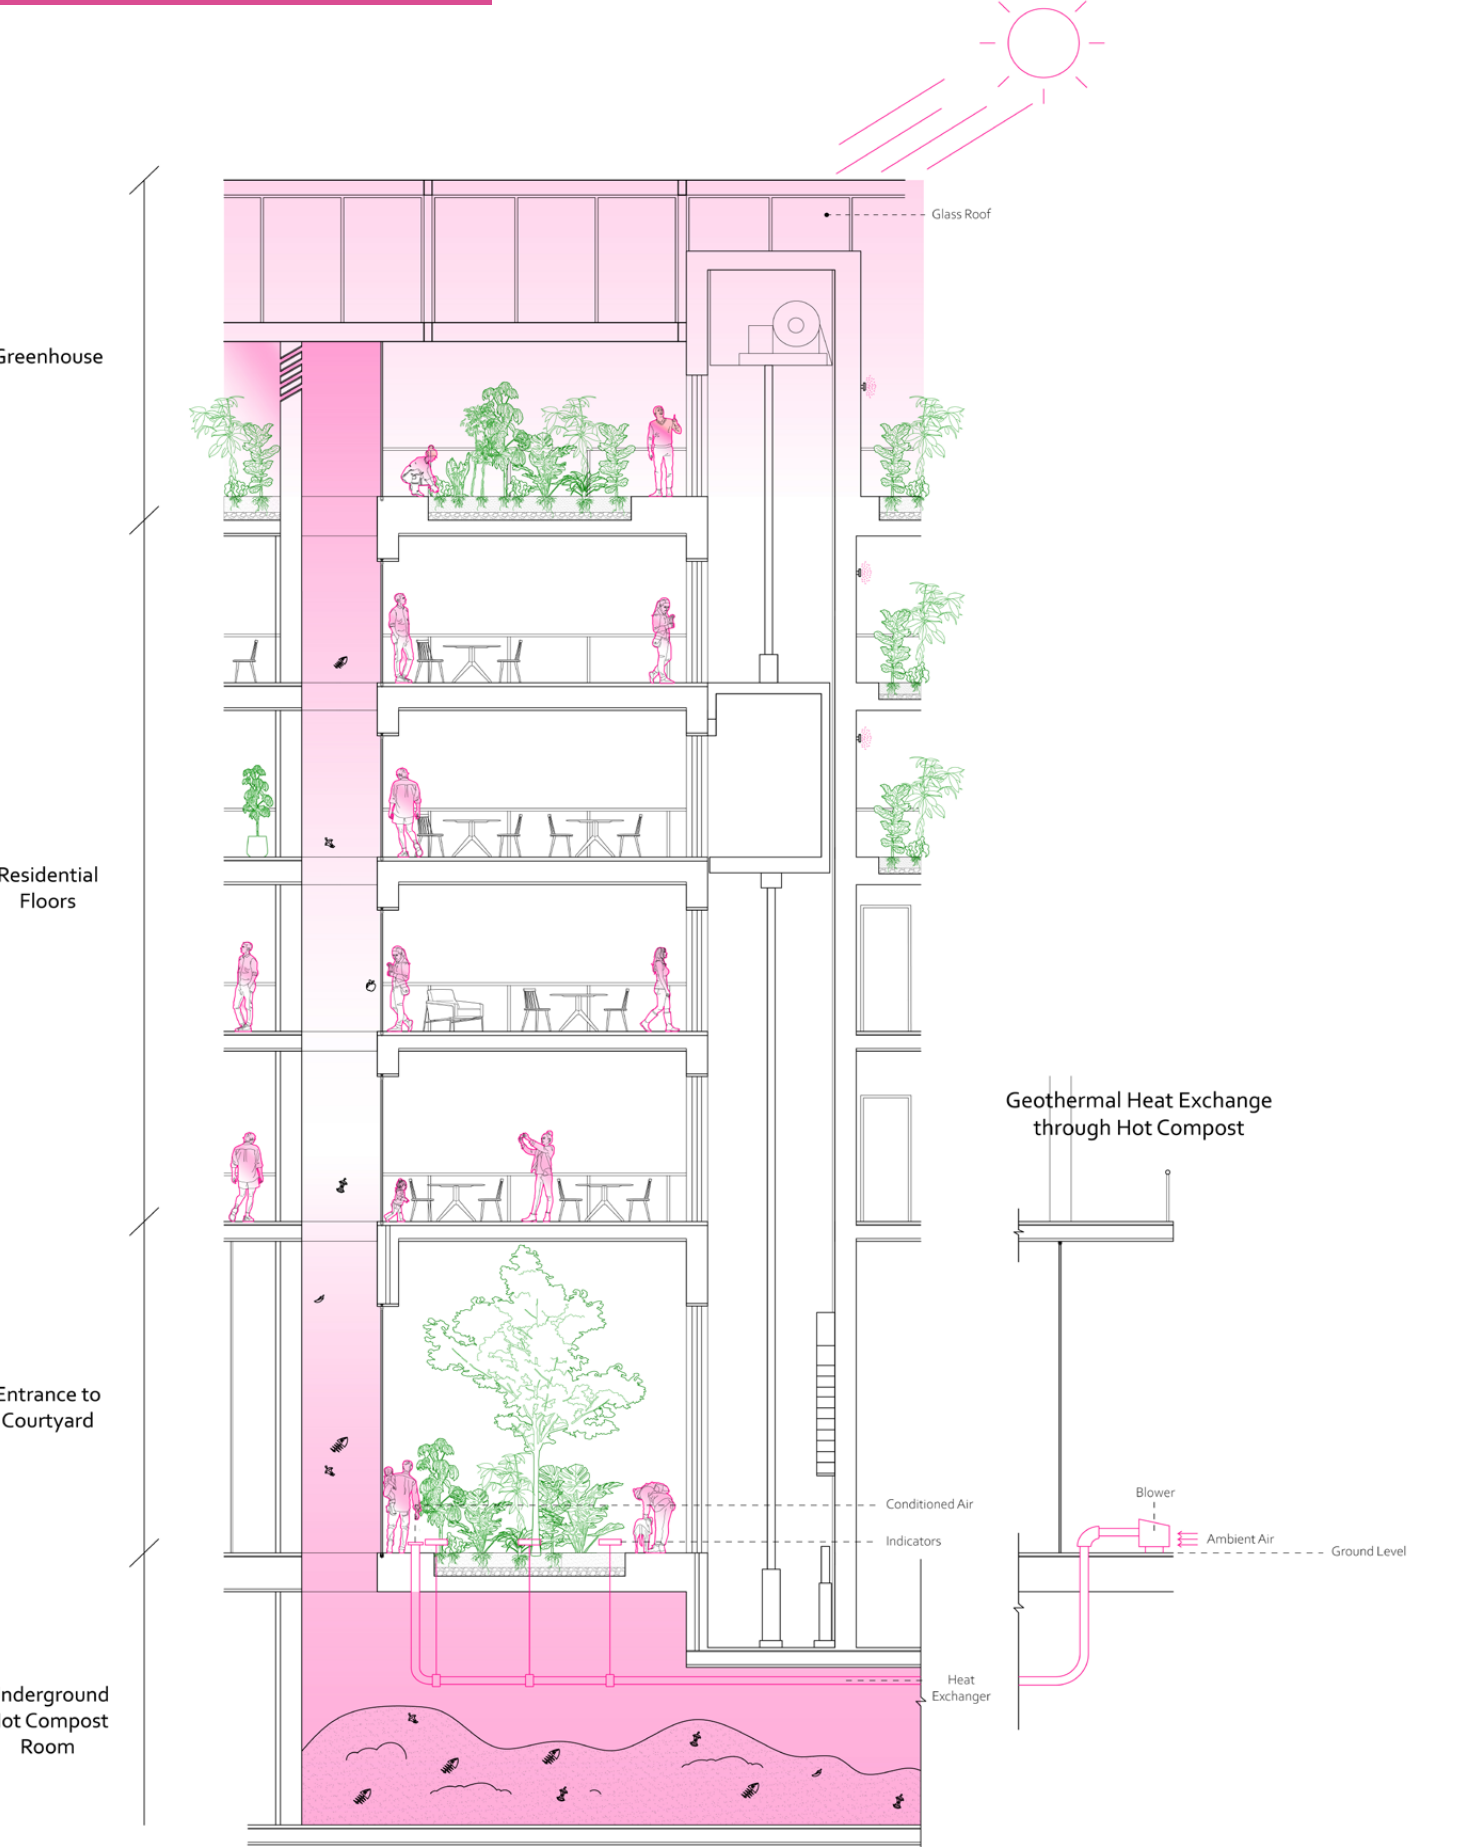 Glass Roof
Greenhouse
Residential
Floors
Geothermal Heat Exchange
through Hot Compost
Entrance to
Courtyard
Conditioned Air
Indicators
Blower
Ambient Air
Ground Level
Heat
Exchanger
nderground
ot Compost
Room